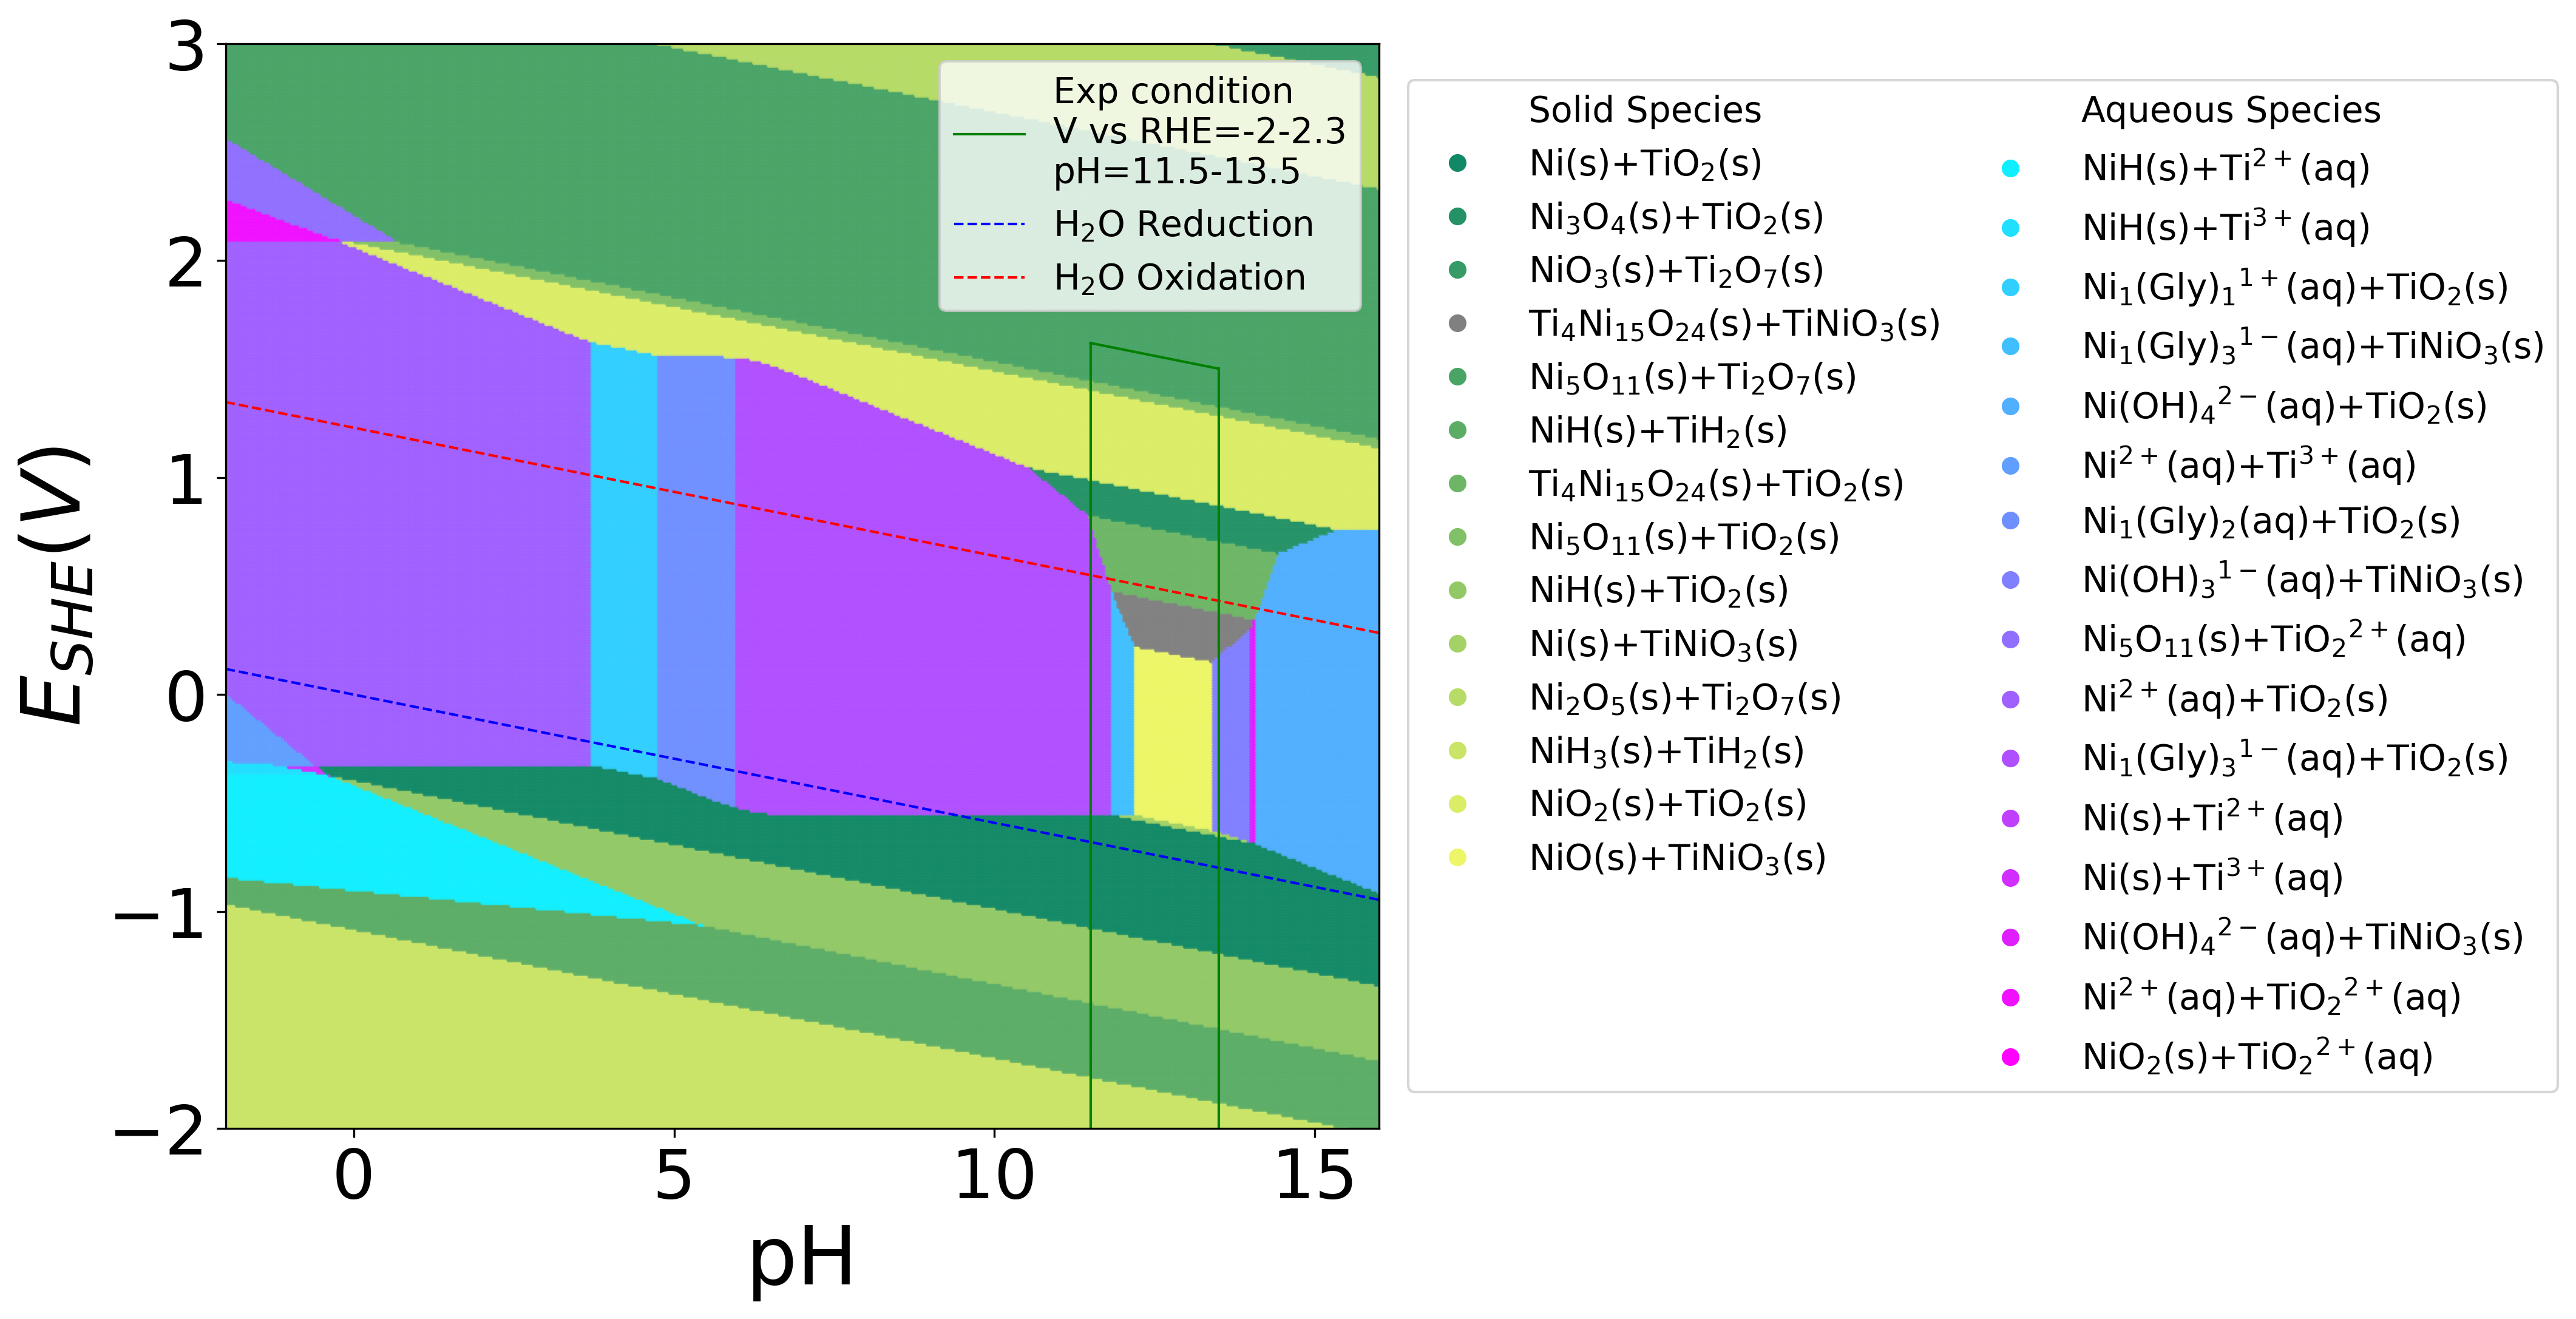 3
2
1
0
−1
−2
E_SHE(V)
0
5
10
15
pH
Exp condition
V vs RHE=-2-2.3
pH=11.5-13.5
H₂O Reduction
H₂O Oxidation
Solid Species
Ni(s)+TiO₂(s)
Ni₃O₄(s)+TiO₂(s)
NiO₃(s)+Ti₂O₇(s)
Ti₄Ni₁₅O₂₄(s)+TiNiO₃(s)
Ni₅O₁₁(s)+Ti₂O₇(s)
NiH(s)+TiH₂(s)
Ti₄Ni₁₅O₂₄(s)+TiO₂(s)
Ni₅O₁₁(s)+TiO₂(s)
NiH(s)+TiO₂(s)
Ni(s)+TiNiO₃(s)
Ni₂O₅(s)+Ti₂O₇(s)
NiH₃(s)+TiH₂(s)
NiO₂(s)+TiO₂(s)
NiO(s)+TiNiO₃(s)
Aqueous Species
NiH(s)+Ti²⁺(aq)
NiH(s)+Ti³⁺(aq)
Ni₁(Gly)₁¹⁺(aq)+TiO₂(s)
Ni₁(Gly)₃¹⁻(aq)+TiNiO₃(s)
Ni(OH)₄²⁻(aq)+TiO₂(s)
Ni²⁺(aq)+Ti³⁺(aq)
Ni₁(Gly)₂(aq)+TiO₂(s)
Ni(OH)₃¹⁻(aq)+TiNiO₃(s)
Ni₅O₁₁(s)+TiO₂²⁺(aq)
Ni²⁺(aq)+TiO₂(s)
Ni₁(Gly)₃¹⁻(aq)+TiO₂(s)
Ni(s)+Ti²⁺(aq)
Ni(s)+Ti³⁺(aq)
Ni(OH)₄²⁻(aq)+TiNiO₃(s)
Ni²⁺(aq)+TiO₂²⁺(aq)
NiO₂(s)+TiO₂²⁺(aq)